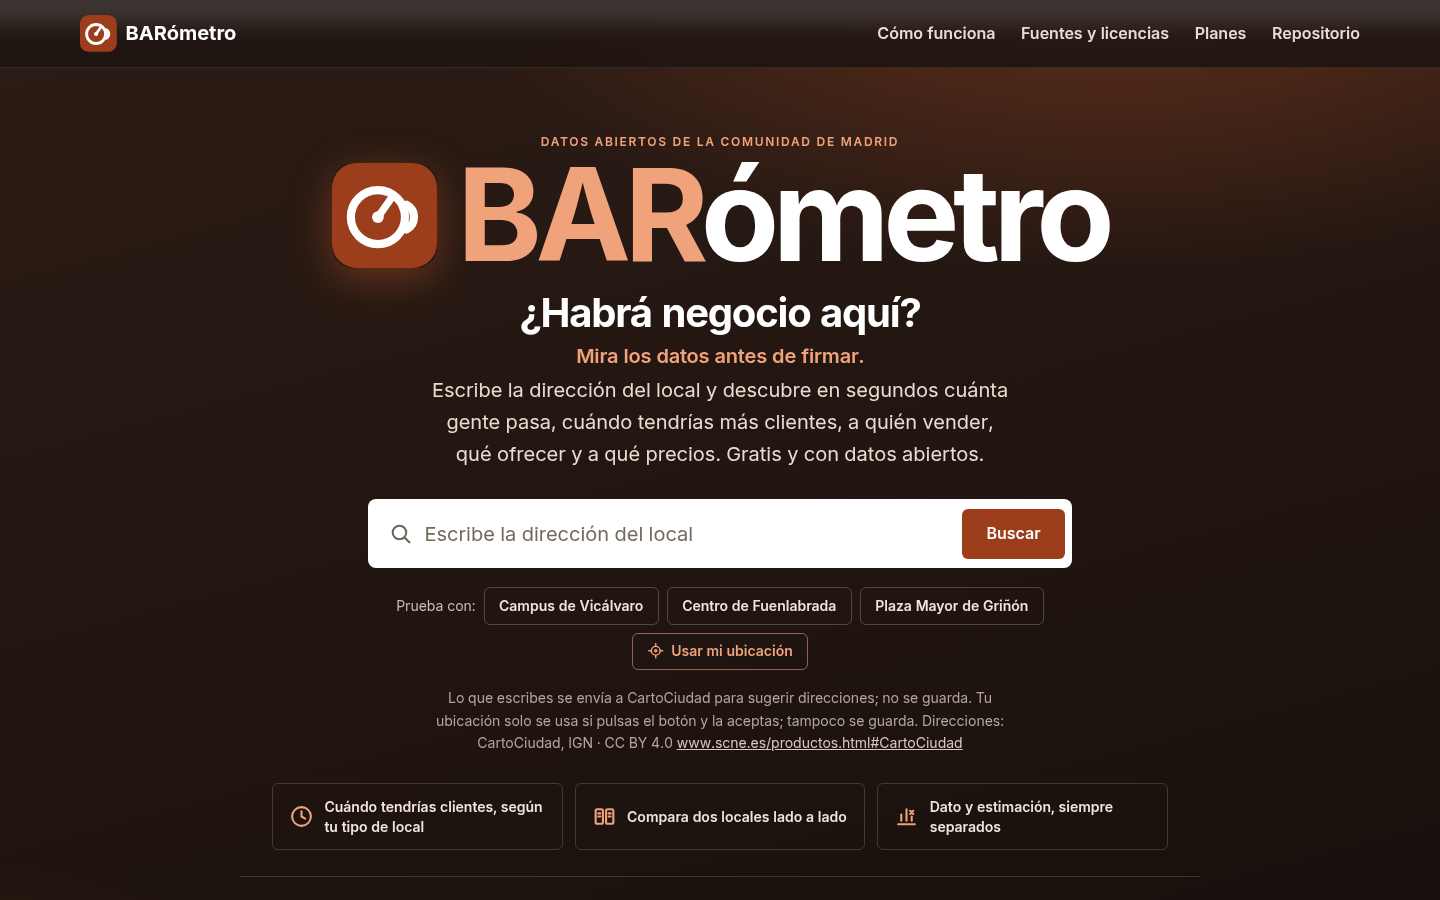 BARómetro
Cómo funciona
Fuentes y licencias
Planes
Repositorio
DATOS ABIERTOS DE LA COMUNIDAD DE MADRID
BARómetro
¿Habrá negocio aquí?
Mira los datos antes de firmar.
Escribe la dirección del local y descubre en segundos cuánta
gente pasa, cuándo tendrías más clientes, a quién vender,
qué ofrecer y a qué precios. Gratis y con datos abiertos.
Escribe la dirección del local
Buscar
Prueba con:
Campus de Vicálvaro
Centro de Fuenlabrada
Plaza Mayor de Griñón
Usar mi ubicación
Lo que escribes se envía a CartoCiudad para sugerir direcciones; no se guarda. Tu
ubicación solo se usa si pulsas el botón y la aceptas; tampoco se guarda. Direcciones:
CartoCiudad, IGN · CC BY 4.0 www.scne.es/productos.html#CartoCiudad
Cuándo tendrías clientes, según
tu tipo de local
Compara dos locales lado a lado
Dato y estimación, siempre
separados